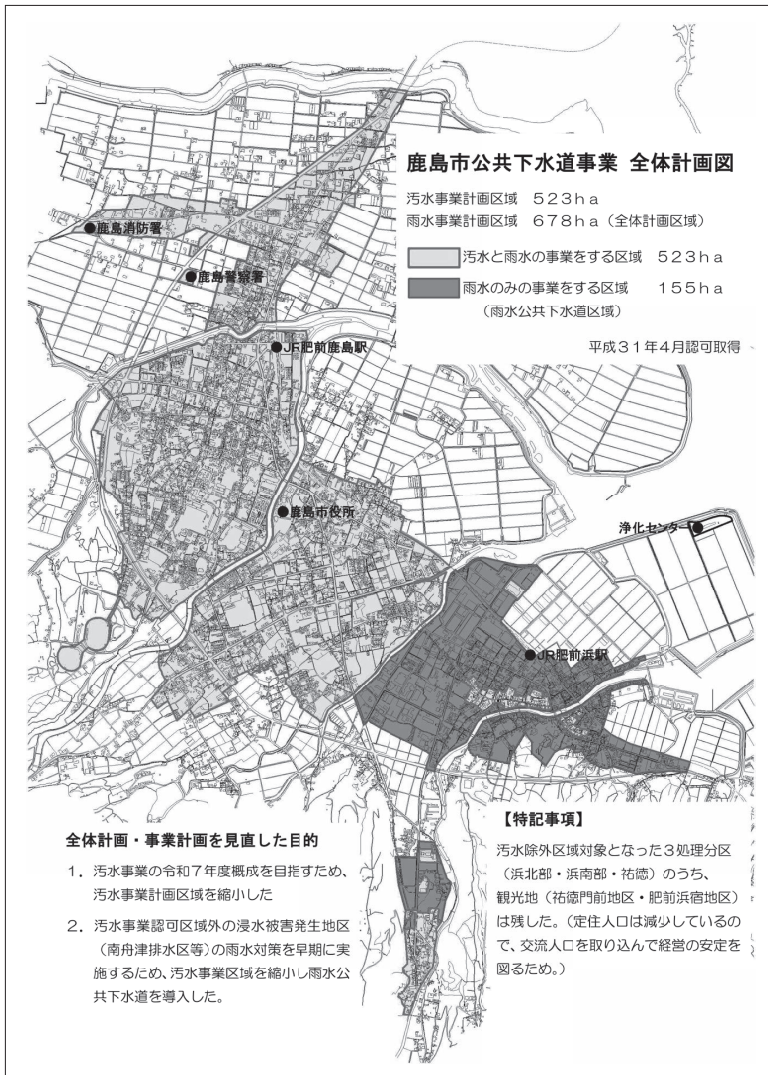 鹿島市公共下水道事業 全体計画図
汚水事業計画区域 523ha
雨水事業計画区域 678ha(全体計画区域)
汚水と雨水の事業をする区域 523ha
雨水のみの事業をする区域 155ha
(雨水公共下水道区域)
平成31年4月認可取得
●鹿島消防署
●鹿島警察署
●JR肥前鹿島駅
●鹿島市役所
浄化センター●
●JR肥前浜駅
全体計画・事業計画を見直した目的
1.汚水事業の令和7年度概成を目指すため、
汚水事業計画区域を縮小した
2.汚水事業認可区域外の浸水被害発生地区
(南舟津排水区等)の雨水対策を早期に実
施するため、汚水事業区域を縮小し雨水公
共下水道を導入した。
【特記事項】
汚水除外区域対象となった3処理分区
(浜北部・浜南部・祐徳)のうち、
観光地(祐徳門前地区・肥前浜宿地区)
は残した。(定住人口は減少しているの
で、交流人口を取り込んで経営の安定を
図るため。)